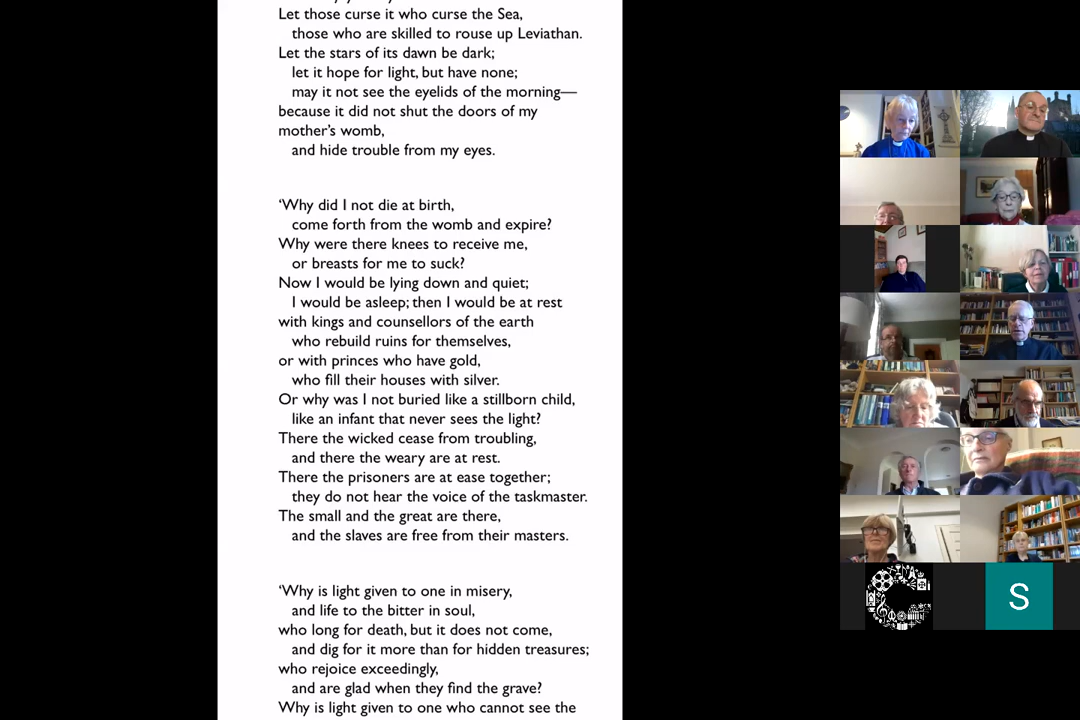 Let those curse it who curse the Sea,
those who are skilled to rouse up Leviathan.
Let the stars of its dawn be dark;
let it hope for light, but have none;
may it not see the eyelids of the morning—
because it did not shut the doors of my
mother’s womb,
and hide trouble from my eyes.
‘Why did I not die at birth,
come forth from the womb and expire?
Why were there knees to receive me,
or breasts for me to suck?
Now I would be lying down and quiet;
I would be asleep; then I would be at rest
with kings and counsellors of the earth
who rebuild ruins for themselves,
or with princes who have gold,
who fill their houses with silver.
Or why was I not buried like a stillborn child,
like an infant that never sees the light?
There the wicked cease from troubling,
and there the weary are at rest.
There the prisoners are at ease together;
they do not hear the voice of the taskmaster.
The small and the great are there,
and the slaves are free from their masters.
‘Why is light given to one in misery,
and life to the bitter in soul,
who long for death, but it does not come,
and dig for it more than for hidden treasures;
who rejoice exceedingly,
and are glad when they find the grave?
Why is light given to one who cannot see the
S